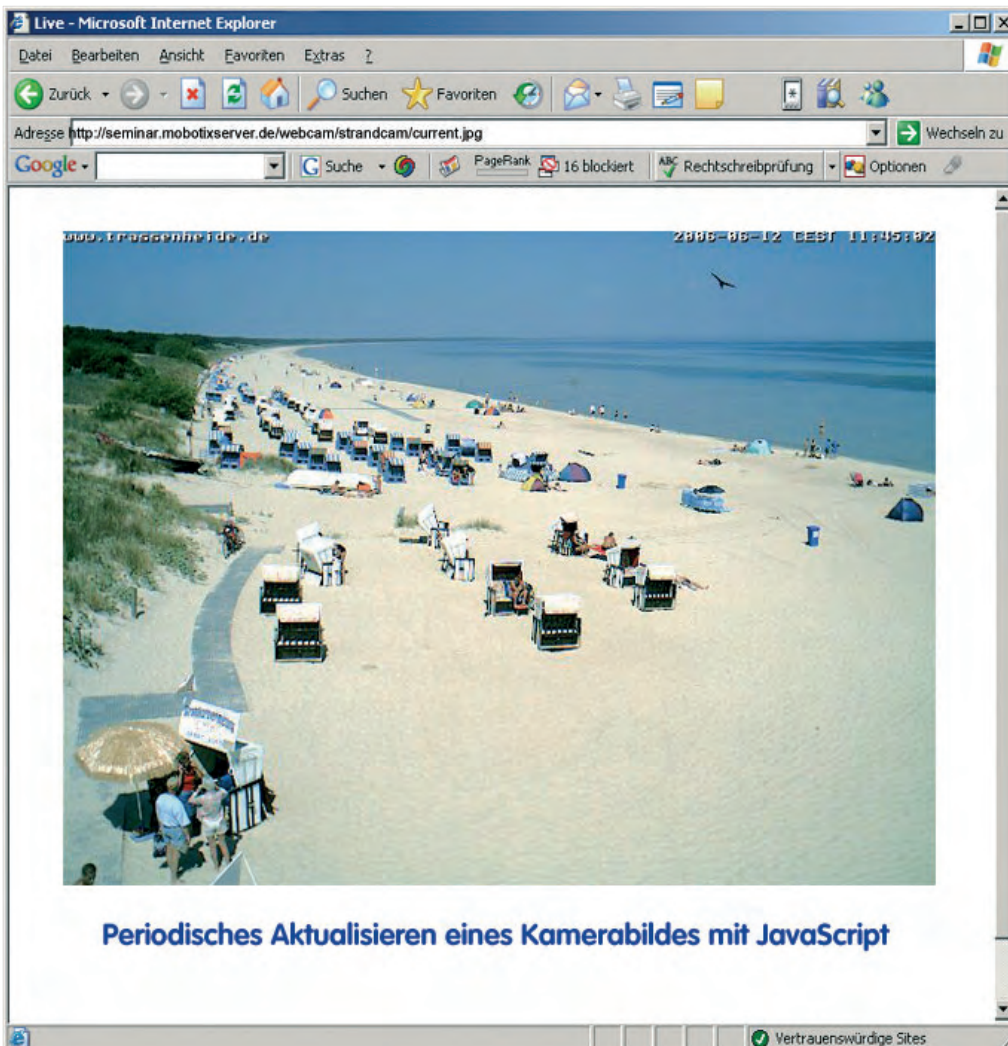 Live - Microsoft Internet Explorer
Datei Bearbeiten Ansicht Favoriten Extras ?
Zurück Suchen Favoriten
Adresse http://seminar.mobotixserver.de/webcam/strandcam/current.jpg Wechseln zu
Google Suche PageRank 16 blockiert ABC Rechtschreibprüfung Optionen
www.trassenheide.de 2006-06-12 CEST 11:45:02
Periodisches Aktualisieren eines Kamerabildes mit JavaScript
Vertrauenswürdige Sites